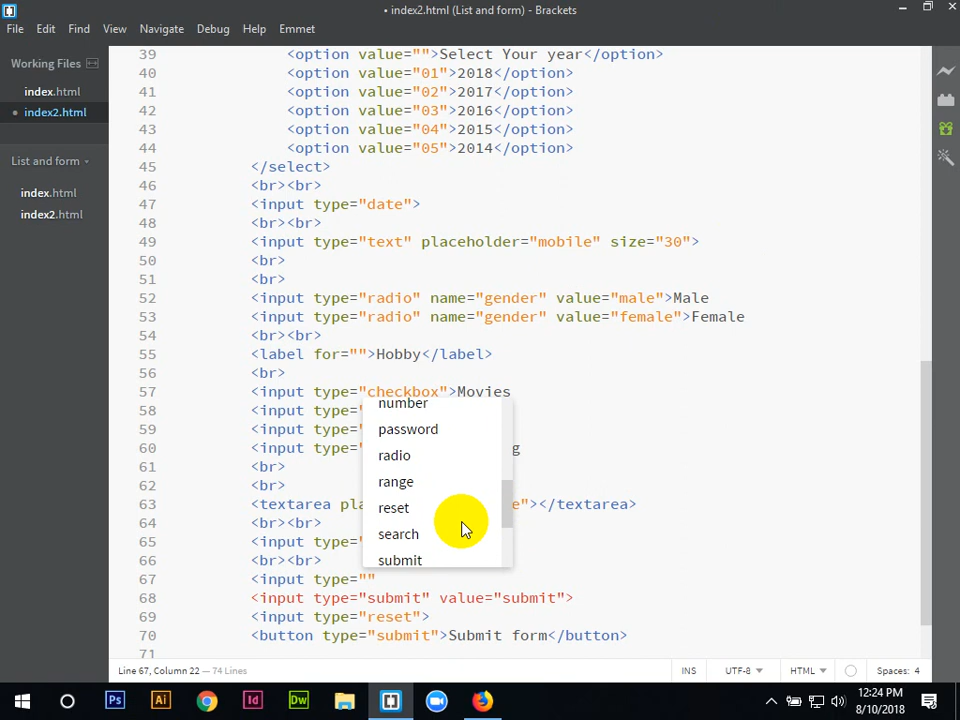 • index2.html (List and form) - Brackets
File Edit Find View Navigate Debug Help Emmet
Working Files
index.html
• index2.html
List and form
index.html
index2.html
39 <option value="">Select Your year</option>
40 <option value="01">2018</option>
41 <option value="02">2017</option>
42 <option value="03">2016</option>
43 <option value="04">2015</option>
44 <option value="05">2014</option>
45 </select>
46 <br><br>
47 <input type="date">
48 <br><br>
49 <input type="text" placeholder="mobile" size="30">
50 <br>
51 <br>
52 <input type="radio" name="gender" value="male">Male
53 <input type="radio" name="gender" value="female">Female
54 <br><br>
55 <label for="">Hobby</label>
56 <br>
57 <input type="checkbox">Movies
58 <input type="
59 <input type="
60 <input type=" g
61 <br>
62 <br>
63 <textarea pla e"></textarea>
64 <br><br>
65 <input type="
66 <br><br>
67 <input type=""
68 <input type="submit" value="submit">
69 <input type="reset">
70 <button type="submit">Submit form</button>
71
number
password
radio
range
reset
search
submit
Line 67, Column 22 — 74 Lines
INS UTF-8 HTML Spaces: 4
Ps Ai Id Dw
12:24 PM
8/10/2018